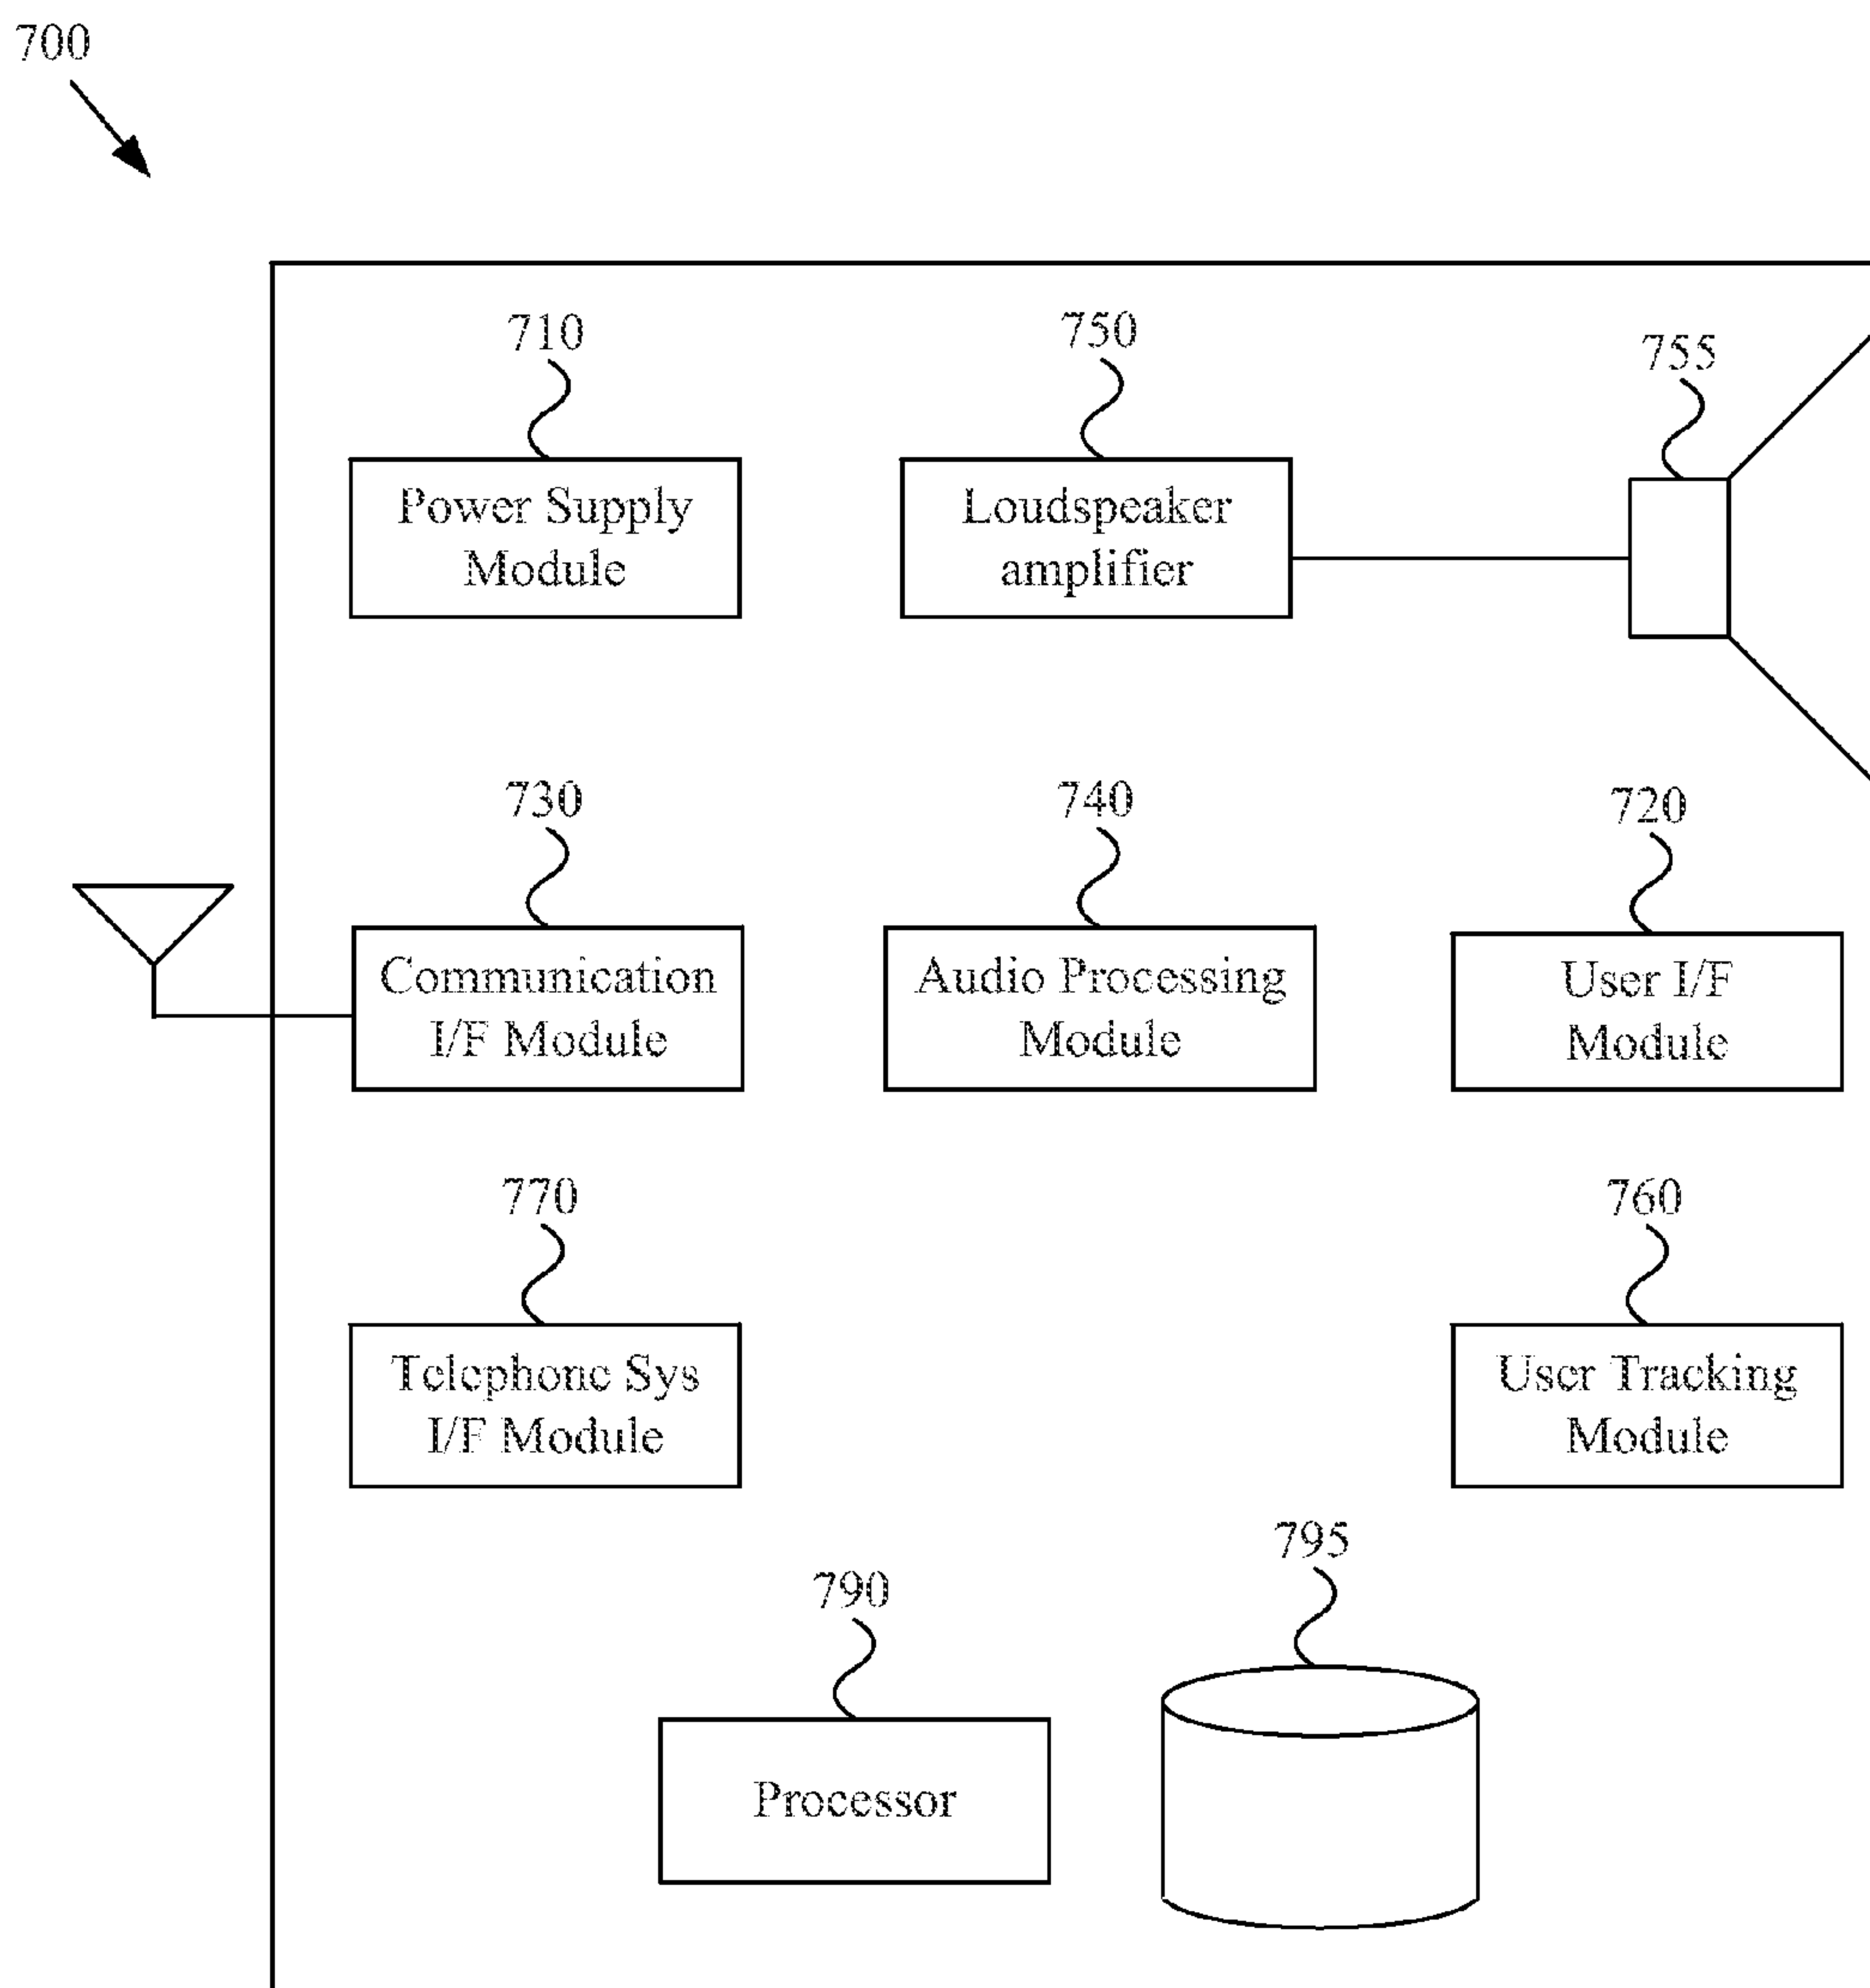 700
710
750
755
Power Supply
Module
Loudspeaker
amplifier
730
740
720
Communication
I/F Module
Audio Processing
Module
User I/F
Module
770
760
Telephone Sys
I/F Module
User Tracking
Module
795
790
Processor